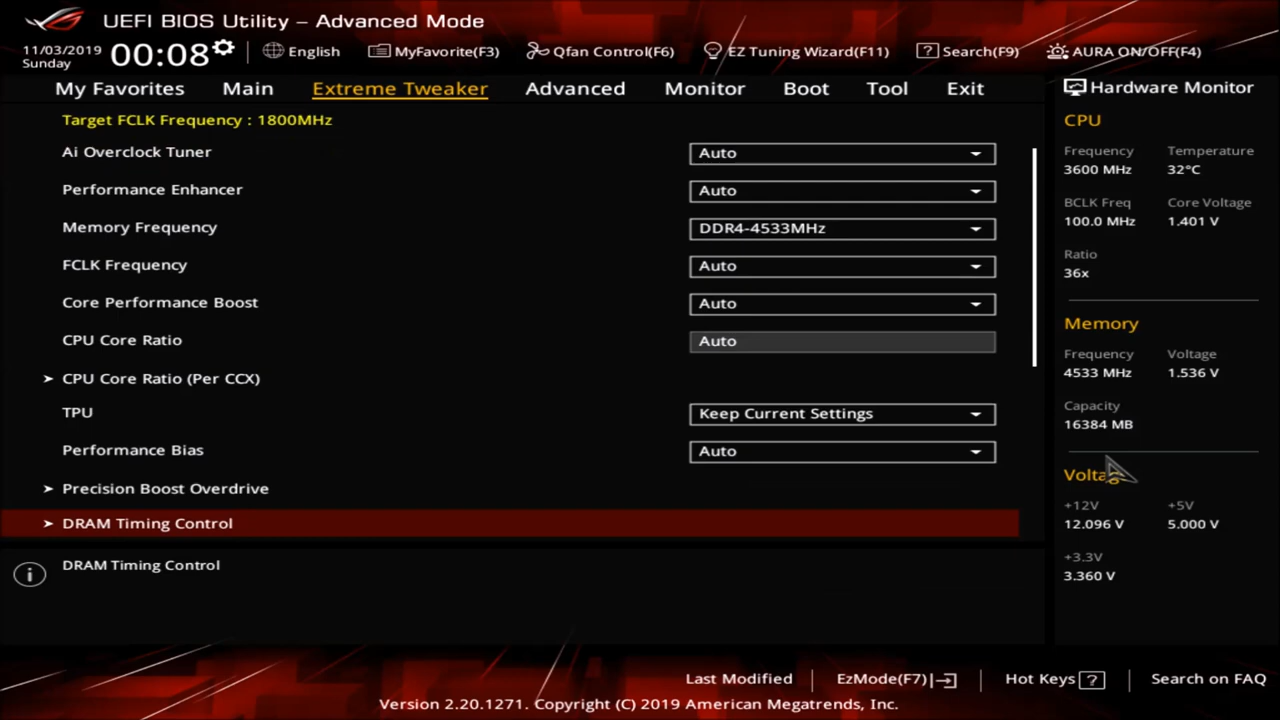 UEFI BIOS Utility – Advanced Mode
11/03/2019
Sunday
00:08
English
MyFavorite(F3)
Qfan Control(F6)
EZ Tuning Wizard(F11)
? Search(F9)
AURA ON/OFF(F4)
My Favorites
Main
Extreme Tweaker
Advanced
Monitor
Boot
Tool
Exit
Target FCLK Frequency : 1800MHz
Ai Overclock Tuner Auto
Performance Enhancer Auto
Memory Frequency DDR4-4533MHz
FCLK Frequency Auto
Core Performance Boost Auto
CPU Core Ratio Auto
CPU Core Ratio (Per CCX)
TPU Keep Current Settings
Performance Bias Auto
Precision Boost Overdrive
DRAM Timing Control
DRAM Timing Control
Hardware Monitor
CPU
Frequency Temperature
3600 MHz 32°C
BCLK Freq Core Voltage
100.0 MHz 1.401 V
Ratio
36x
Memory
Frequency Voltage
4533 MHz 1.536 V
Capacity
16384 MB
Voltage
+12V +5V
12.096 V 5.000 V
+3.3V
3.360 V
Last Modified
EzMode(F7)
Hot Keys ?
Search on FAQ
Version 2.20.1271. Copyright (C) 2019 American Megatrends, Inc.